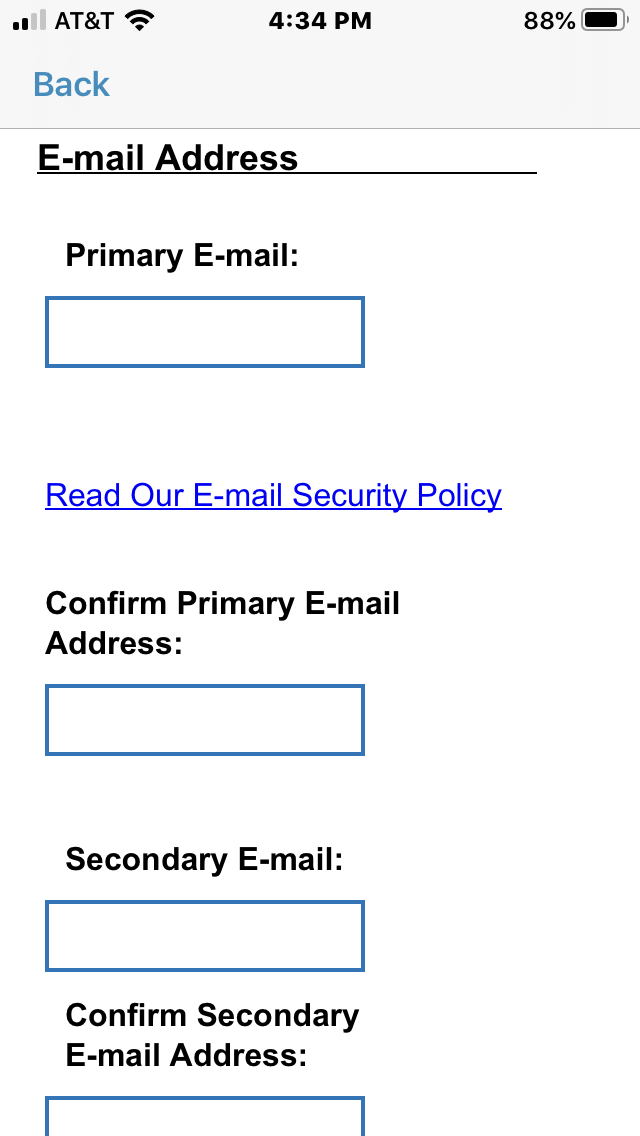 AT&T 4:34 PM 88%
Back
E-mail Address
Primary E-mail:
Read Our E-mail Security Policy
Confirm Primary E-mail
Address:
Secondary E-mail:
Confirm Secondary
E-mail Address: